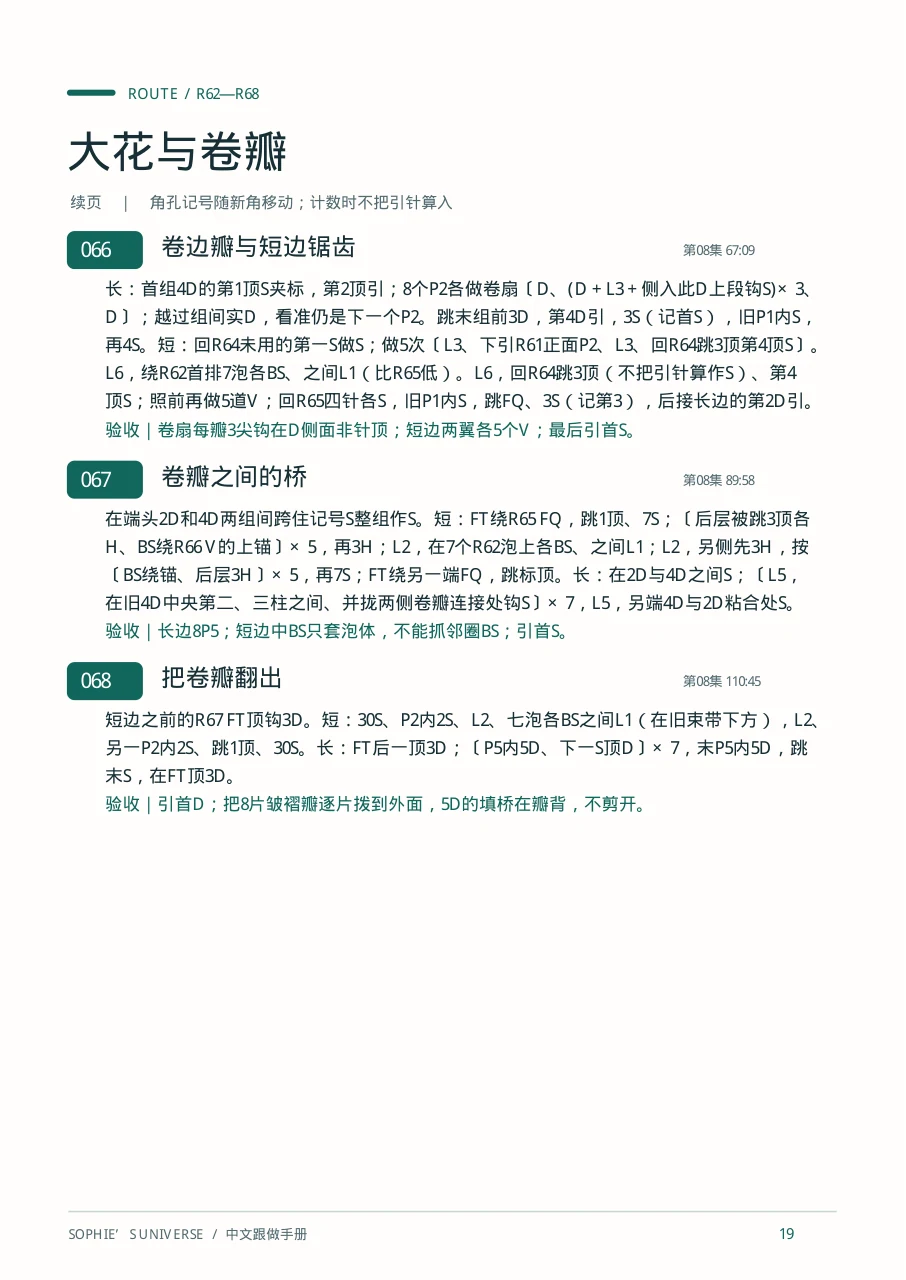 ROUTE / R62—R68
大花与卷瓣
续页 | 角孔记号随新角移动；计数时不把引针算入
066 卷边瓣与短边锯齿 第08集 67:09
长：首组4D的第1顶S夹标，第2顶引；8个P2各做卷扇〔D、(D + L3 + 侧入此D上段钩S)× 3、
D〕；越过组间实D，看准仍是下一个P2。跳末组前3D，第4D引，3S（记首S），旧P1内S，
再4S。短：回R64未用的第一S做S；做5次〔L3、下引R61正面P2、L3、回R64跳3顶第4顶S〕。
L6，绕R62首排7泡各BS、之间L1（比R65低）。L6，回R64跳3顶（不把引针算作S）、第4
顶S；照前再做5道V；回R65四针各S，旧P1内S，跳FQ、3S（记第3），后接长边的第2D引。
验收 | 卷扇每瓣3尖钩在D侧面非针顶；短边两翼各5个V；最后引首S。
067 卷瓣之间的桥 第08集 89:58
在端头2D和4D两组间跨住记号S整组作S。短：FT绕R65 FQ，跳1顶、7S；〔后层被跳3顶各
H、BS绕R66 V的上锚〕× 5，再3H；L2，在7个R62泡上各BS、之间L1；L2，另侧先3H，按
〔BS绕锚、后层3H〕× 5，再7S；FT绕另一端FQ，跳标顶。长：在2D与4D之间S；〔L5，
在旧4D中央第二、三柱之间、并拢两侧卷瓣连接处钩S〕× 7，L5，另端4D与2D粘合处S。
验收 | 长边8P5；短边中BS只套泡体，不能抓邻圈BS；引首S。
068 把卷瓣翻出 第08集 110:45
短边之前的R67 FT顶钩3D。短：30S、P2内2S、L2、七泡各BS之间L1（在旧束带下方），L2、
另一P2内2S、跳1顶、30S。长：FT后一顶3D；〔P5内5D、下一S顶D〕× 7，末P5内5D，跳
末S，在FT顶3D。
验收 | 引首D；把8片皱褶瓣逐片拨到外面，5D的填桥在瓣背，不剪开。
SOPHIE’ S UNIVERSE / 中文跟做手册 19